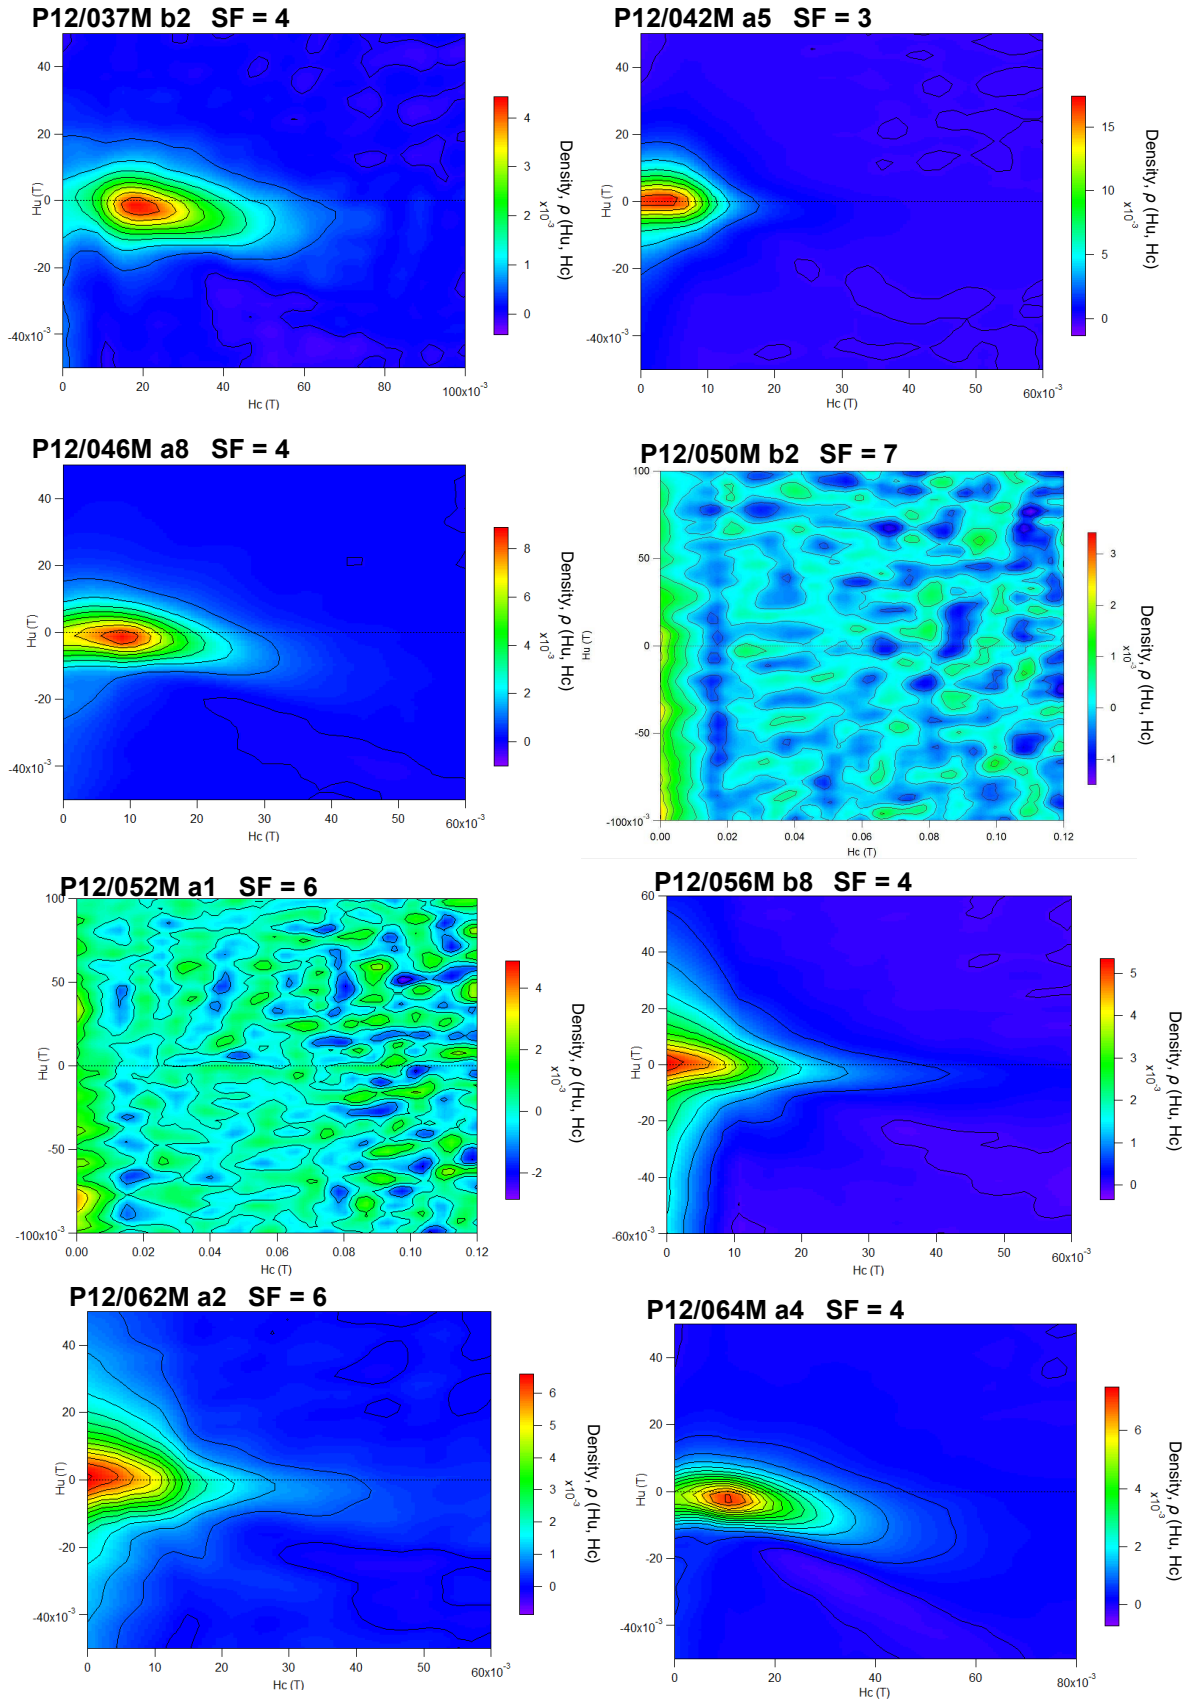 P12/037M b2 SF = 4
40
20
0
-20
-40x10⁻³
Hu (T)
0 20 40 60 80 100x10⁻³
Hc (T)
4
3
2
1
0
x10⁻³
Density, ρ (Hu, Hc)
P12/042M a5 SF = 3
40
20
0
-20
-40x10⁻³
Hu (T)
0 10 20 30 40 50 60x10⁻³
Hc (T)
15
10
5
0
x10⁻³
Density, ρ (Hu, Hc)
P12/046M a8 SF = 4
40
20
0
-20
-40x10⁻³
Hu (T)
0 10 20 30 40 50 60x10⁻³
Hc (T)
8
6
4
2
0
x10⁻³
Density, ρ (Hu, Hc)
P12/050M b2 SF = 7
100
50
0
-50
-100x10⁻³
Hu (T)
0.00 0.02 0.04 0.06 0.08 0.10 0.12
Hc (T)
3
2
1
0
-1
x10⁻³
Density, ρ (Hu, Hc)
P12/052M a1 SF = 6
100
50
0
-50
-100x10⁻³
Hu (T)
0.00 0.02 0.04 0.06 0.08 0.10 0.12
Hc (T)
4
2
0
-2
x10⁻³
Density, ρ (Hu, Hc)
P12/056M b8 SF = 4
60
40
20
0
-20
-40
-60x10⁻³
Hu (T)
0 10 20 30 40 50 60x10⁻³
Hc (T)
5
4
3
2
1
0
x10⁻³
Density, ρ (Hu, Hc)
P12/062M a2 SF = 6
40
20
0
-20
-40x10⁻³
Hu (T)
0 10 20 30 40 50 60x10⁻³
Hc (T)
6
5
4
3
2
1
0
x10⁻³
Density, ρ (Hu, Hc)
P12/064M a4 SF = 4
40
20
0
-20
-40x10⁻³
Hu (T)
0 20 40 60 80x10⁻³
Hc (T)
6
4
2
0
x10⁻³
Density, ρ (Hu, Hc)